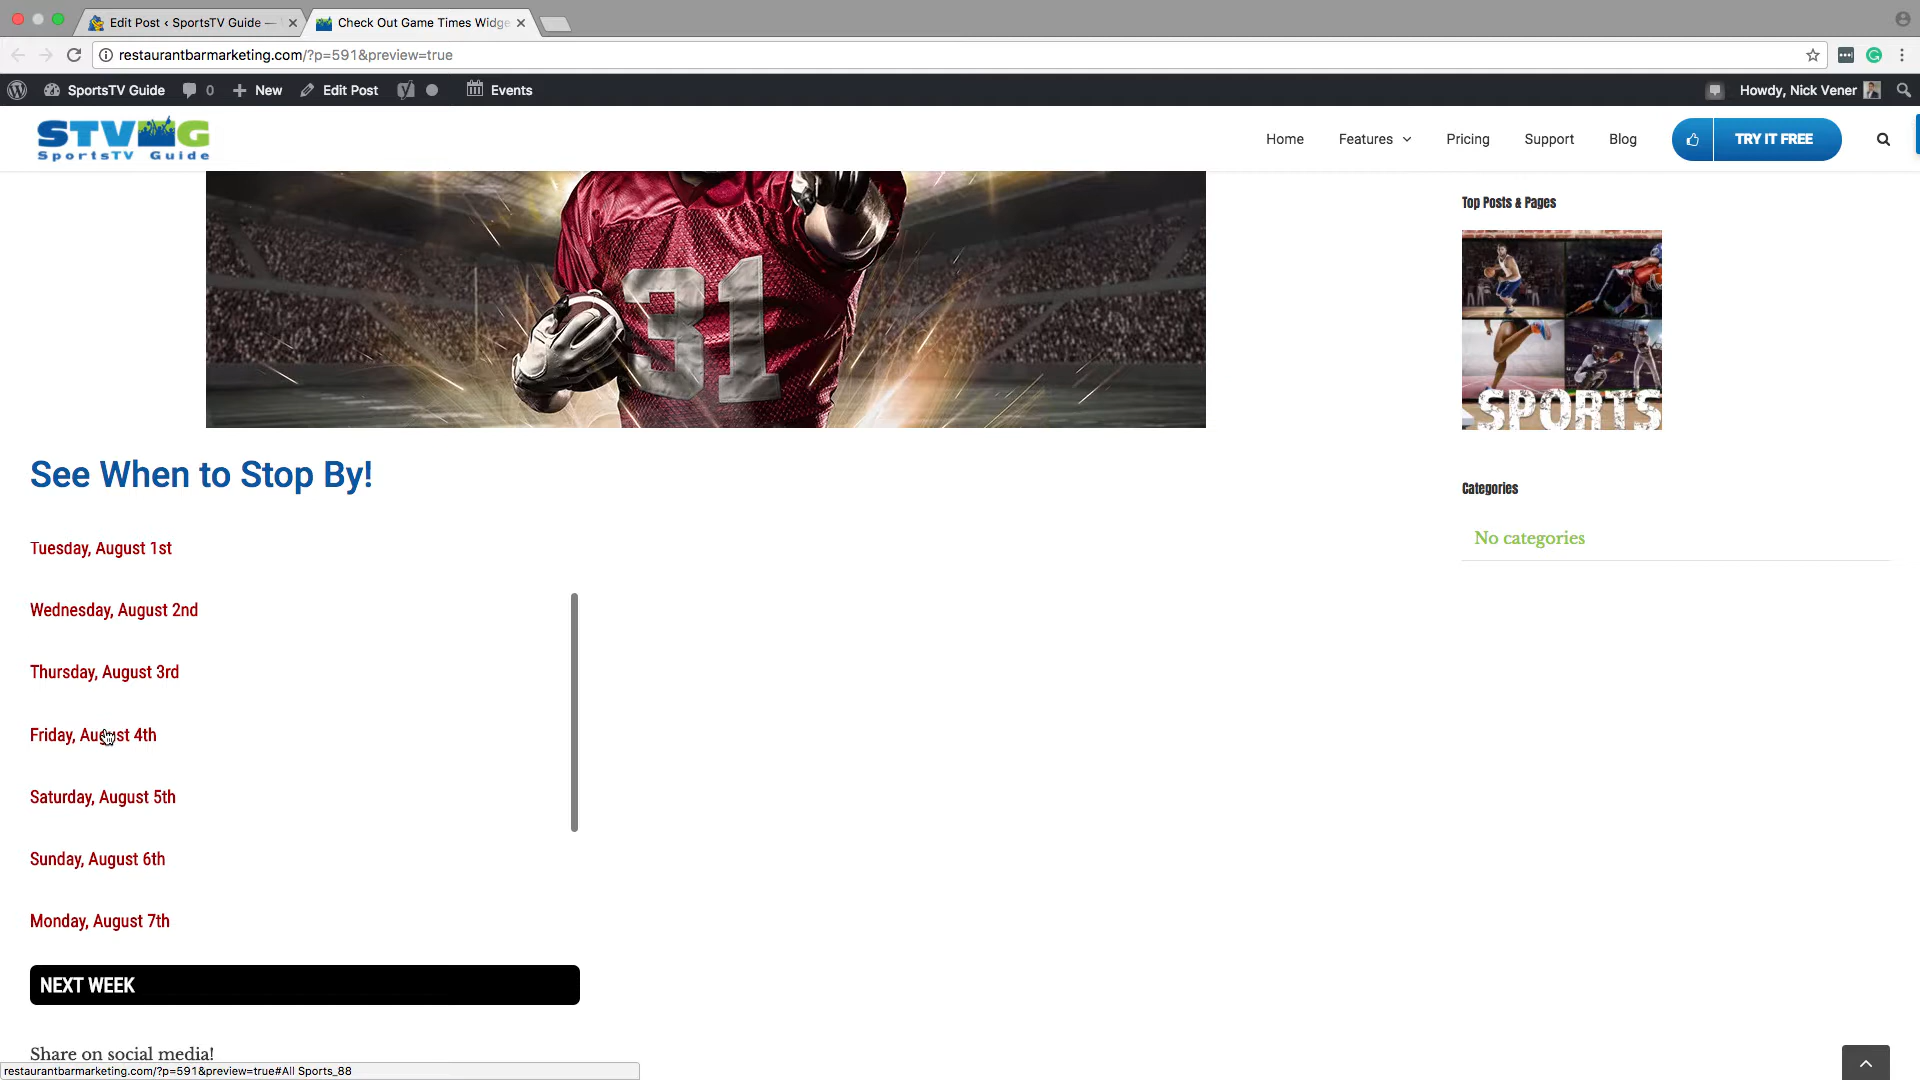 Edit Post ‹ SportsTV Guide —
Check Out Game Times Widge
restaurantbarmarketing.com/?p=591&preview=true
SportsTV Guide
0
New
Edit Post
Events
Howdy, Nick Vener
STV G
SportsTV Guide
Home
Features
Pricing
Support
Blog
TRY IT FREE
31
Top Posts & Pages
SPORTS
See When to Stop By!
Categories
No categories
Tuesday, August 1st
Wednesday, August 2nd
Thursday, August 3rd
Friday, August 4th
Saturday, August 5th
Sunday, August 6th
Monday, August 7th
NEXT WEEK
Share on social media!
restaurantbarmarketing.com/?p=591&preview=true#All Sports_88